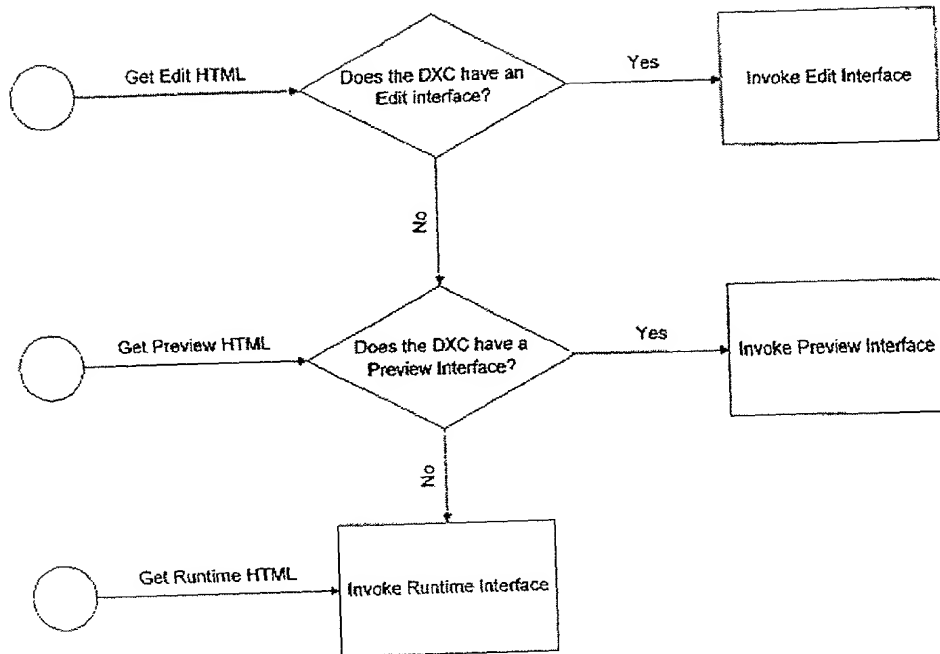 Get Edit HTML
Does the DXC have an
Edit interface?
Yes
Invoke Edit Interface
No
Get Preview HTML
Does the DXC have a
Preview Interface?
Yes
Invoke Preview Interface
No
Get Runtime HTML
Invoke Runtime Interface